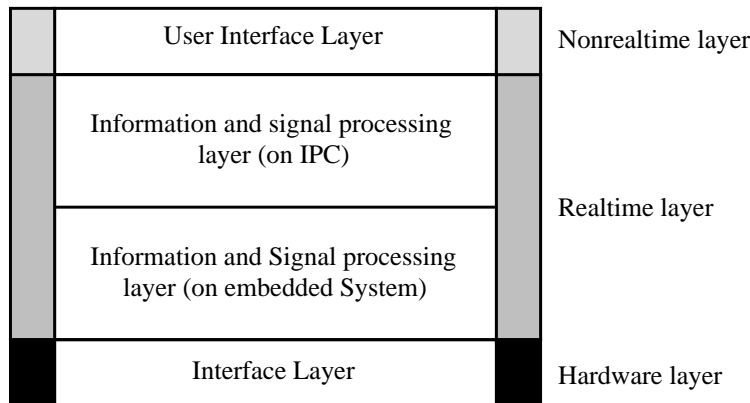 User Interface Layer
Nonrealtime layer
Information and signal processing
layer (on IPC)
Realtime layer
Information and Signal processing
layer (on embedded System)
Interface Layer
Hardware layer